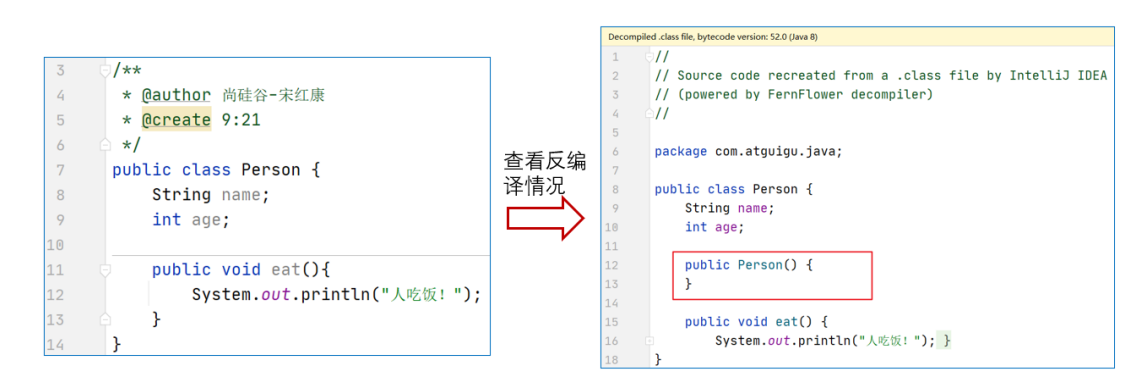 3 /**
4 * @author 尚硅谷-宋红康
5 * @create 9:21
6 */
7 public class Person {
8 String name;
9 int age;
10
11 public void eat(){
12 System.out.println("人吃饭！");
13 }
14 }
查看反编
译情况
Decompiled .class file, bytecode version: 52.0 (Java 8)
1 //
2 // Source code recreated from a .class file by IntelliJ IDEA
3 // (powered by FernFlower decompiler)
4 //
5
6 package com.atguigu.java;
7
8 public class Person {
9 String name;
10 int age;
11
12 public Person() {
13 }
14
15 public void eat() {
16 System.out.println("人吃饭！"); }
18 }